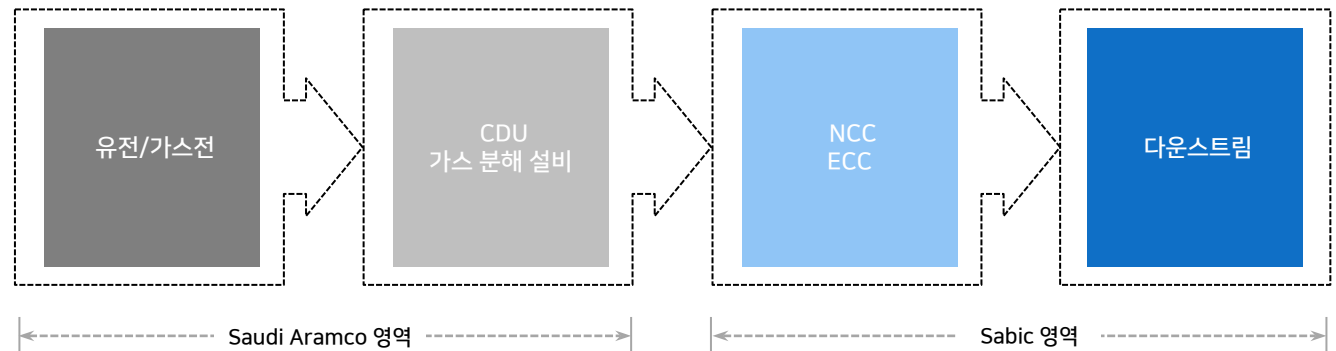 유전/가스전
CDU
가스 분해 설비
NCC
ECC
다운스트림
Saudi Aramco 영역
Sabic 영역